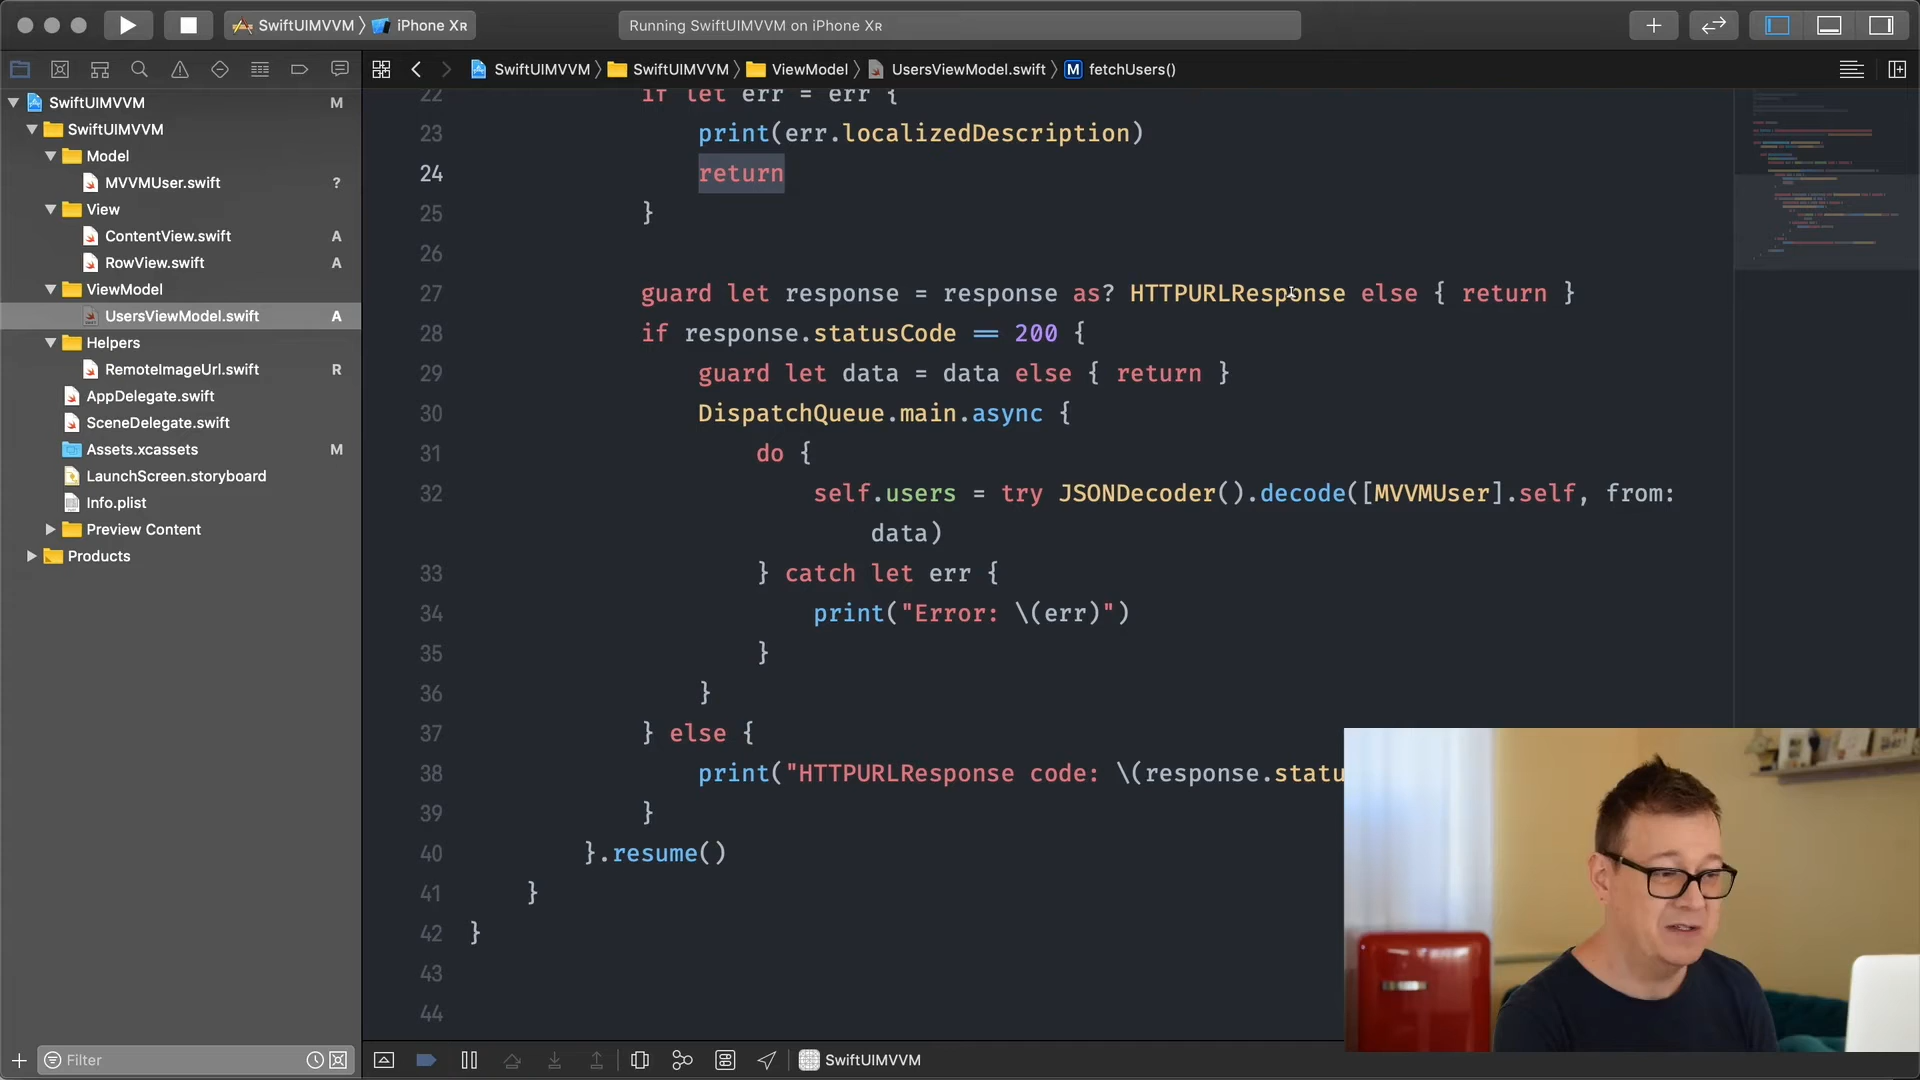 SwiftUIMVVM
iPhone XR
Running SwiftUIMVVM on iPhone XR
SwiftUIMVVM
SwiftUIMVVM
ViewModel
UsersViewModel.swift
M
fetchUsers()
SwiftUIMVVM M
SwiftUIMVVM
Model
MVVMUser.swift ?
View
ContentView.swift A
RowView.swift A
ViewModel
UsersViewModel.swift A
Helpers
RemoteImageUrl.swift R
AppDelegate.swift
SceneDelegate.swift
Assets.xcassets M
LaunchScreen.storyboard
Info.plist
Preview Content
Products
Filter
22 if let err = err {
23 print(err.localizedDescription)
24 return
25 }
26
27 guard let response = response as? HTTPURLResponse else { return }
28 if response.statusCode == 200 {
29 guard let data = data else { return }
30 DispatchQueue.main.async {
31 do {
32 self.users = try JSONDecoder().decode([MVVMUser].self, from:
data)
33 } catch let err {
34 print("Error: \(err)")
35 }
36 }
37 } else {
38 print("HTTPURLResponse code: \(response.statu
39 }
40 }.resume()
41 }
42 }
43
44
SwiftUIMVVM